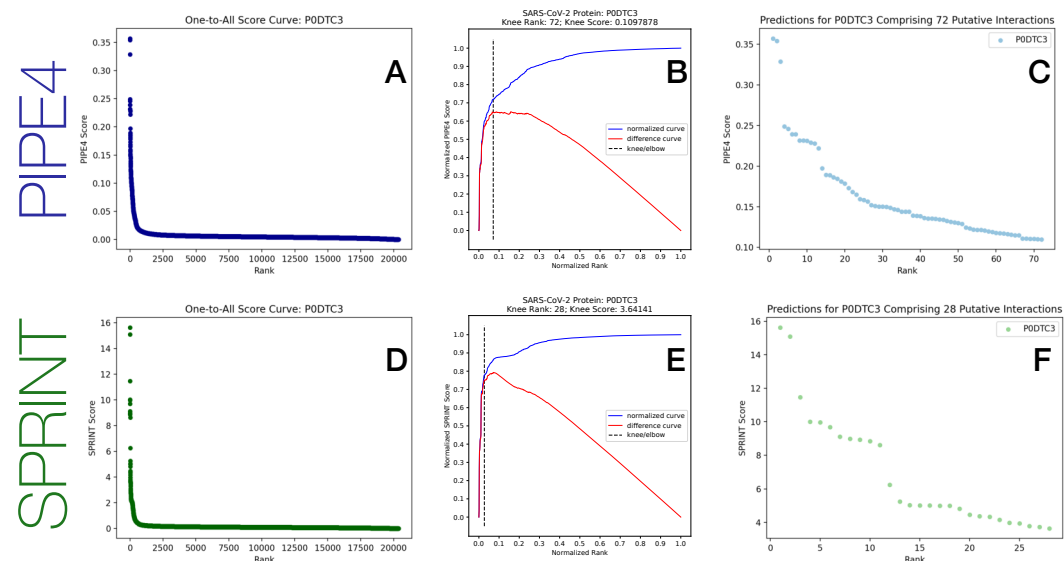 PIPE4
One-to-All Score Curve: P0DTC3
A
PIPE4 Score
0.35
0.30
0.25
0.20
0.15
0.10
0.05
0.00
0 2500 5000 7500 10000 12500 15000 17500 20000
Rank
SARS-CoV-2 Protein: P0DTC3
Knee Rank: 72; Knee Score: 0.1097878
B
Normalized PIPE4 Score
1.0
0.9
0.8
0.7
0.6
0.5
0.4
0.3
0.2
0.1
0.0
normalized curve
difference curve
knee/elbow
0.0 0.1 0.2 0.3 0.4 0.5 0.6 0.7 0.8 0.9 1.0
Normalized Rank
Predictions for P0DTC3 Comprising 72 Putative Interactions
P0DTC3
C
PIPE4 Score
0.35
0.30
0.25
0.20
0.15
0.10
0 10 20 30 40 50 60 70
Rank
SPRINT
One-to-All Score Curve: P0DTC3
D
SPRINT Score
16
14
12
10
8
6
4
2
0
0 2500 5000 7500 10000 12500 15000 17500 20000
Rank
SARS-CoV-2 Protein: P0DTC3
Knee Rank: 28; Knee Score: 3.64141
E
Normalized SPRINT Score
1.0
0.9
0.8
0.7
0.6
0.5
0.4
0.3
0.2
0.1
0.0
normalized curve
difference curve
knee/elbow
0.0 0.1 0.2 0.3 0.4 0.5 0.6 0.7 0.8 0.9 1.0
Normalized Rank
Predictions for P0DTC3 Comprising 28 Putative Interactions
P0DTC3
F
SPRINT Score
16
14
12
10
8
6
4
0 5 10 15 20 25
Rank